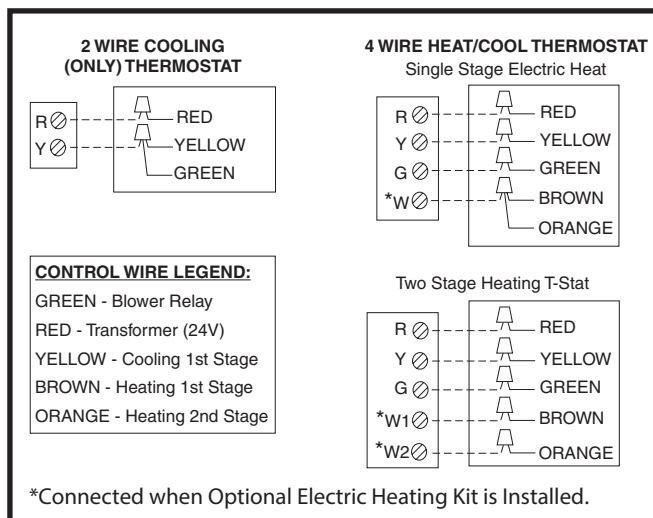 2 WIRE COOLING
(ONLY) THERMOSTAT
R
Y
RED
YELLOW
GREEN
4 WIRE HEAT/COOL THERMOSTAT
Single Stage Electric Heat
R
Y
G
*W
RED
YELLOW
GREEN
BROWN
ORANGE
CONTROL WIRE LEGEND:
GREEN - Blower Relay
RED - Transformer (24V)
YELLOW - Cooling 1st Stage
BROWN - Heating 1st Stage
ORANGE - Heating 2nd Stage
Two Stage Heating T-Stat
R
Y
G
*W1
*W2
RED
YELLOW
GREEN
BROWN
ORANGE
*Connected when Optional Electric Heating Kit is Installed.